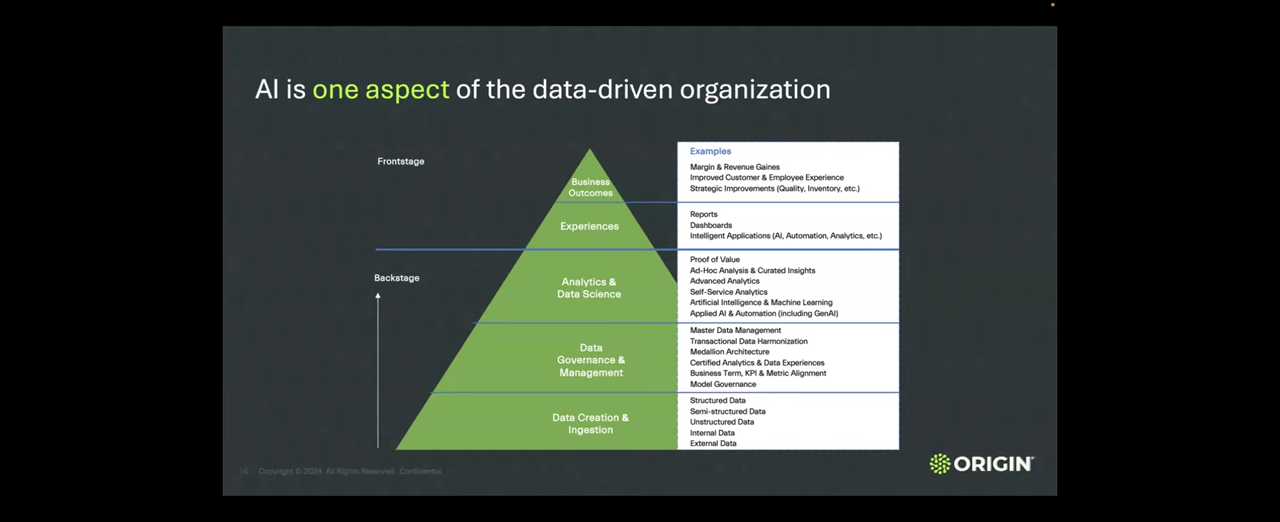 AI is one aspect of the data-driven organization
Frontstage
Business
Outcomes
Examples
Margin & Revenue Gaines
Improved Customer & Employee Experience
Strategic Improvements (Quality, Inventory, etc.)
Experiences
Reports
Dashboards
Intelligent Applications (AI, Automation, Analytics, etc.)
Backstage
Analytics &
Data Science
Proof of Value
Ad-Hoc Analysis & Curated Insights
Advanced Analytics
Self-Service Analytics
Artificial Intelligence & Machine Learning
Applied AI & Automation (including GenAI)
Data
Governance &
Management
Master Data Management
Transactional Data Harmonization
Medallion Architecture
Certified Analytics & Data Experiences
Business Term, KPI & Metric Alignment
Model Governance
Data Creation &
Ingestion
Structured Data
Semi-structured Data
Unstructured Data
Internal Data
External Data
14 Copyright © 2024. All Rights Reserved. Confidential.
ORIGIN